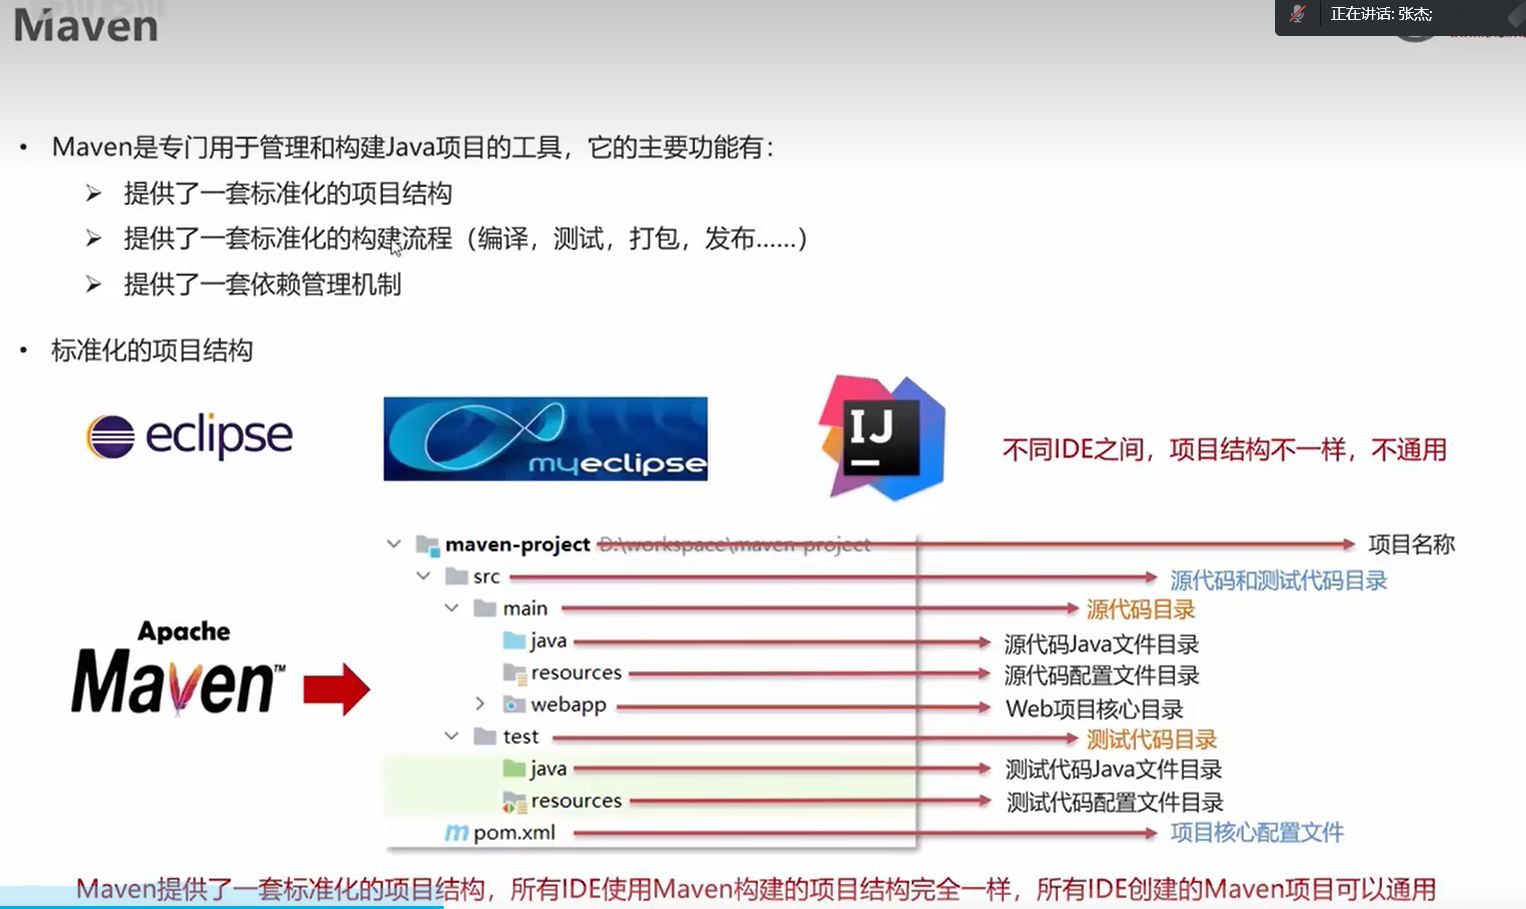 Maven
正在讲话: 张杰;
• Maven是专门用于管理和构建Java项目的工具，它的主要功能有：
➢ 提供了一套标准化的项目结构
➢ 提供了一套标准化的构建流程（编译，测试，打包，发布……）
➢ 提供了一套依赖管理机制
• 标准化的项目结构
eclipse
myeclipse
IJ
不同IDE之间，项目结构不一样，不通用
maven-project D:\workspace\maven-project 项目名称
src 源代码和测试代码目录
main 源代码目录
java 源代码Java文件目录
resources 源代码配置文件目录
webapp Web项目核心目录
test 测试代码目录
java 测试代码Java文件目录
resources 测试代码配置文件目录
pom.xml 项目核心配置文件
Apache
Maven™
Maven提供了一套标准化的项目结构，所有IDE使用Maven构建的项目结构完全一样，所有IDE创建的Maven项目可以通用